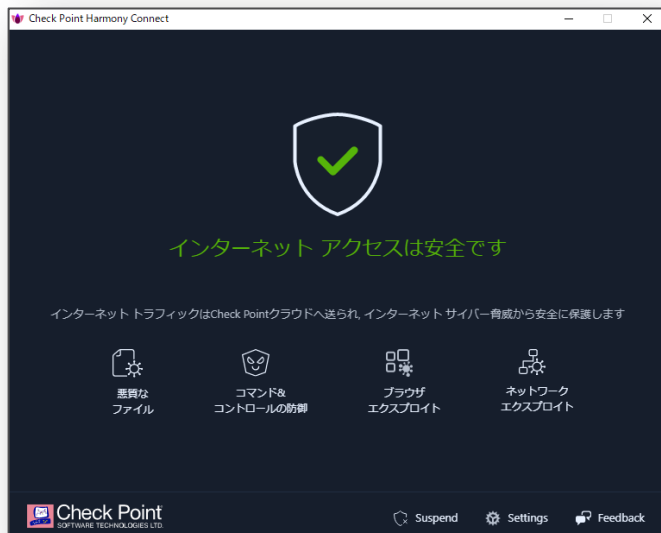 Check Point Harmony Connect
インターネット アクセスは安全です
インターネット トラフィックはCheck Pointクラウドへ送られ, インターネット サイバー脅威から安全に保護します
悪質な
ファイル
コマンド&
コントロールの防御
ブラウザ
エクスプロイト
ネットワーク
エクスプロイト
Check Point
SOFTWARE TECHNOLOGIES LTD.
Suspend
Settings
Feedback